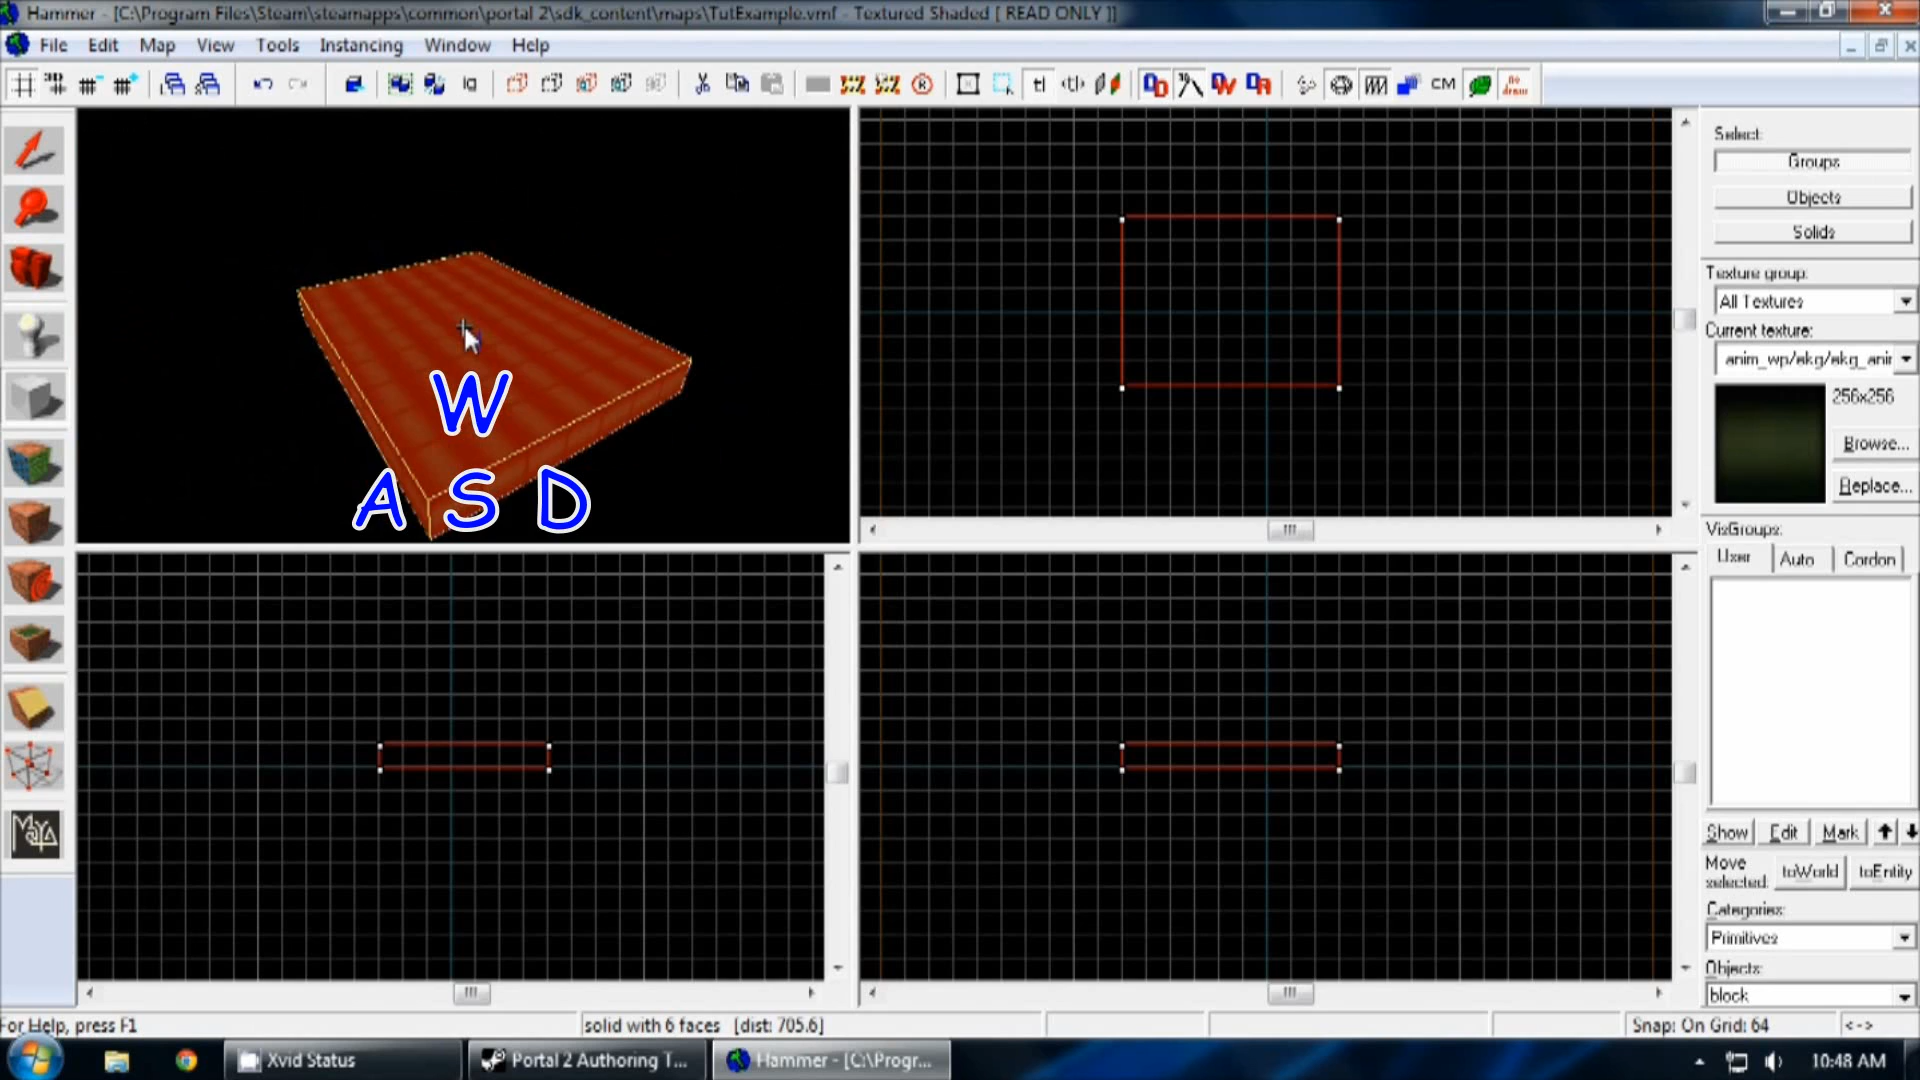 Hammer - [C:\Program Files\Steam\steamapps\common\portal 2\sdk_content\maps\TutExample.vmf - Textured Shaded [ READ ONLY ]]
File Edit Map View Tools Instancing Window Help
CM
W
A S D
Select:
Groups
Objects
Solids
Texture group:
All Textures
Current texture:
anim_wp/ekg/ekg_anir
256x256
Browse...
Replace...
VisGroups:
User Auto Cordon
Show Edit Mark
Move selected: toWorld toEntity
Categories:
Primitives
Objects:
block
For Help, press F1
solid with 6 faces [dist: 705.6]
Snap: On Grid: 64
<->
Xvid Status
Portal 2 Authoring T...
Hammer - [C:\Progr...
10:48 AM